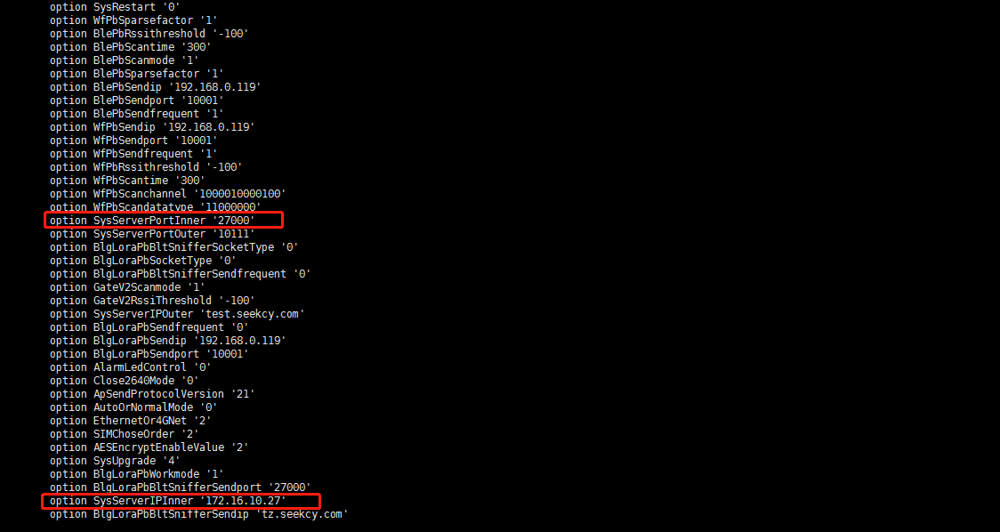 option SysRestart '0'
option WfPbSparsefactor '1'
option BlePbRssithreshold '-100'
option BlePbScantime '300'
option BlePbScanmode '1'
option BlePbSparsefactor '1'
option BlePbSendip '192.168.0.119'
option BlePbSendport '10001'
option BlePbSendfrequent '1'
option WfPbSendip '192.168.0.119'
option WfPbSendport '10001'
option WfPbSendfrequent '1'
option WfPbRssithreshold '-100'
option WfPbScantime '300'
option WfPbScanchannel '1000010000100'
option WfPbScandatatype '11000000'
option SysServerPortInner '27000'
option SysServerPortOuter '10111'
option BlgLoraPbBltSnifferSocketType '0'
option BlgLoraPbSocketType '0'
option BlgLoraPbBltSnifferSendfrequent '0'
option GateV2Scanmode '1'
option GateV2RssiThreshold '-100'
option SysServerIPOuter 'test.seekcy.com'
option BlgLoraPbSendfrequent '0'
option BlgLoraPbSendip '192.168.0.119'
option BlgLoraPbSendport '10001'
option AlarmLedControl '0'
option Close2640Mode '0'
option ApSendProtocolVersion '21'
option AutoOrNormalMode '0'
option EthernetOr4GNet '2'
option SIMChoseOrder '2'
option AESEncryptEnableValue '2'
option SysUpgrade '4'
option BlgLoraPbWorkmode '1'
option BlgLoraPbBltSnifferSendport '27000'
option SysServerIPInner '172.16.10.27'
option BlgLoraPbBltSnifferSendip 'tz.seekcy.com'